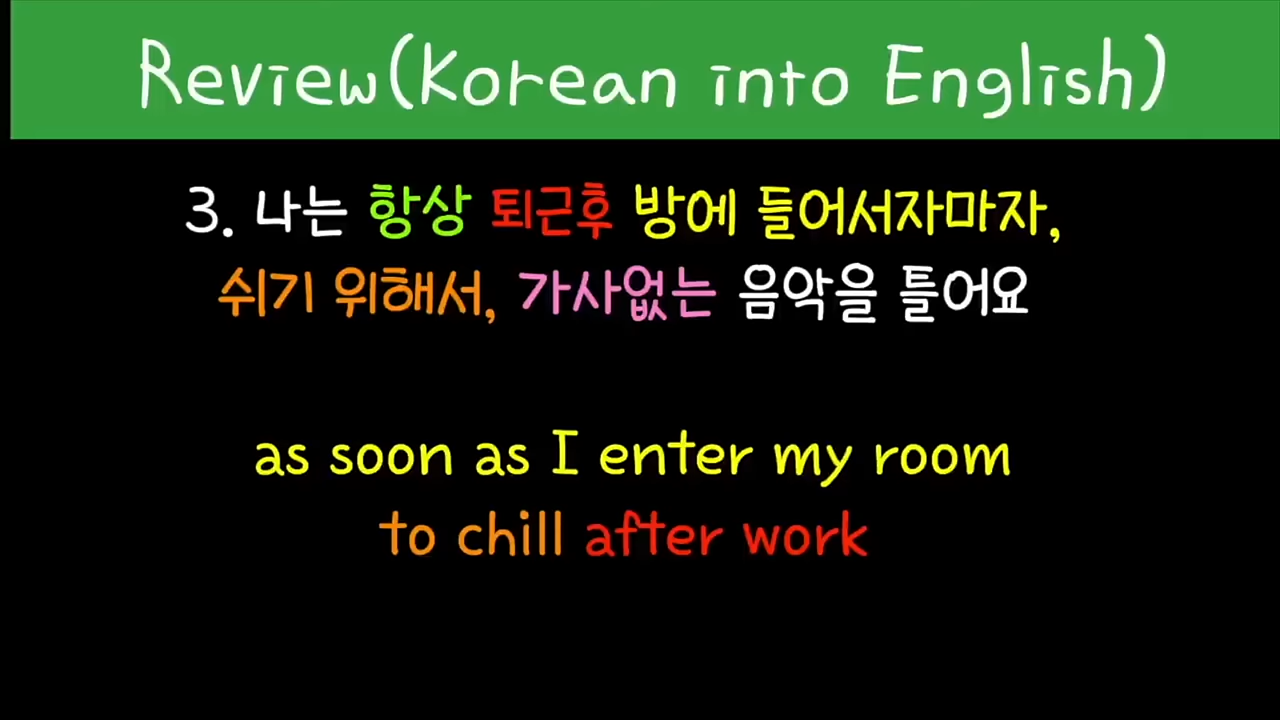 Review(Korean into English)
3. 나는 항상 퇴근후 방에 들어서자마자,
쉬기 위해서, 가사없는 음악을 틀어요
as soon as I enter my room
to chill after work